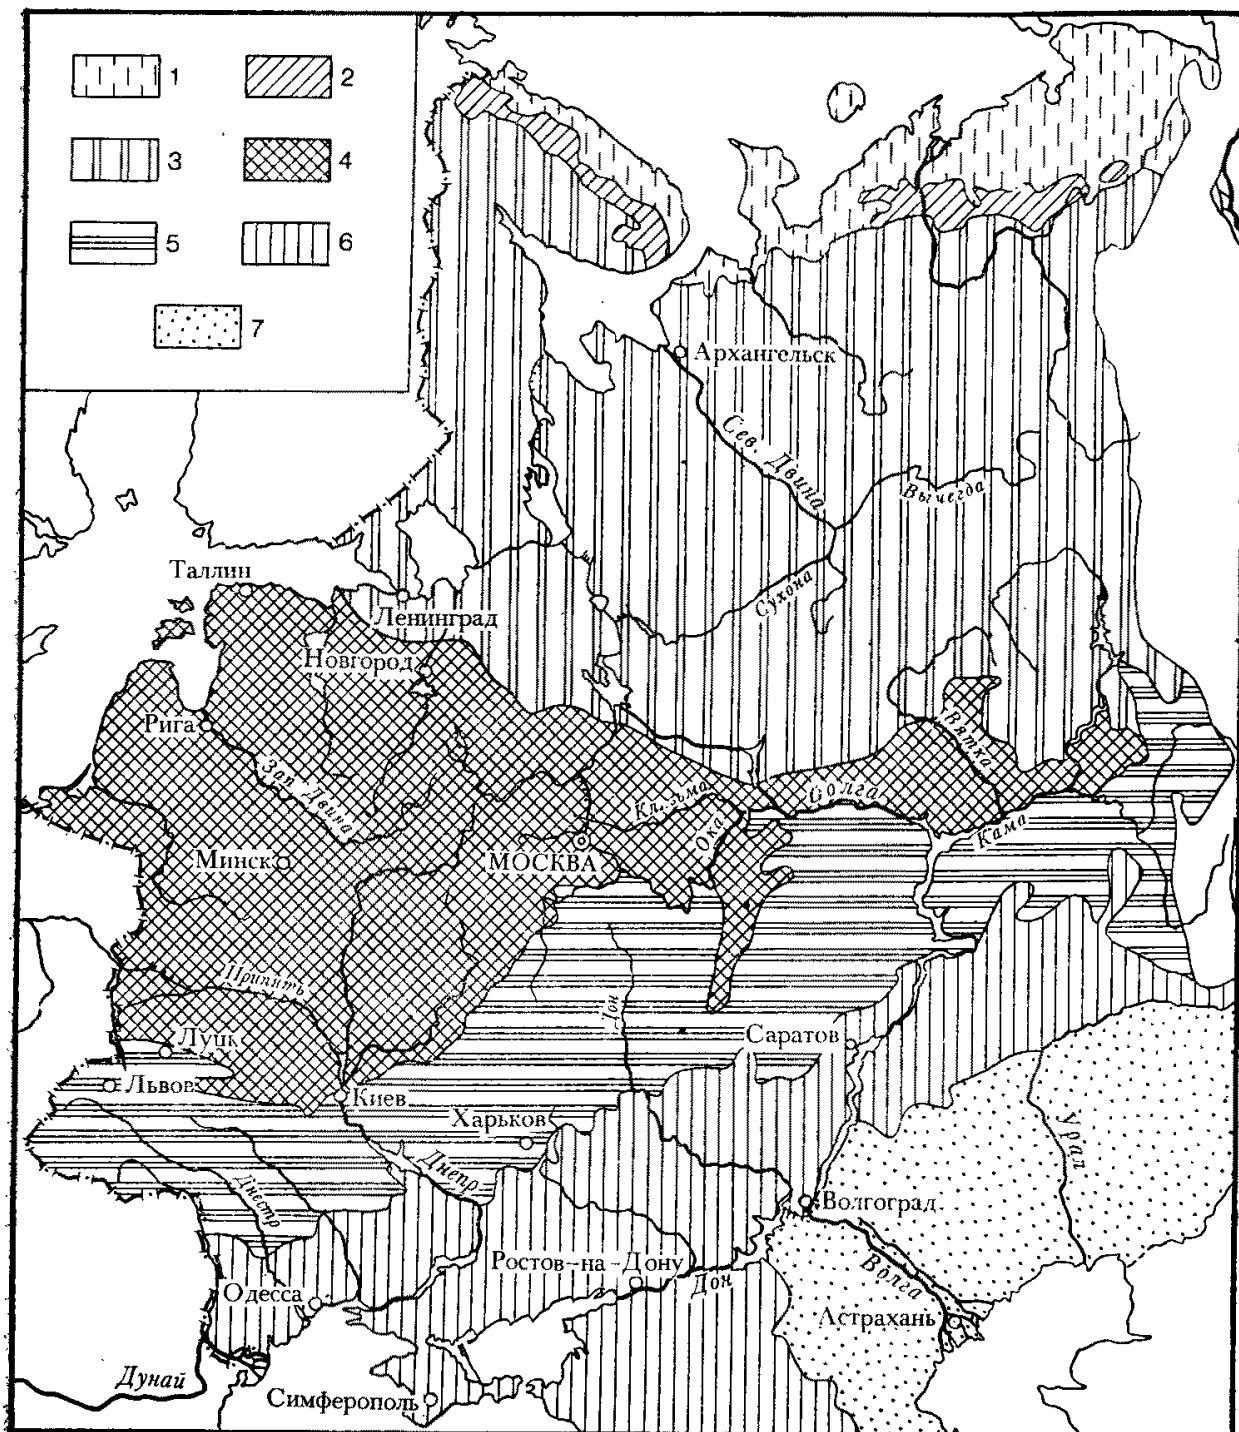 1
2
3
4
5
6
7
Архангельск
Сев. Двина
Вычегда
Сухона
Таллин
Ленинград
Новгород
Рига
Зап. Двина
Вятка
Волга
Клязьма
Ока
Кама
Минск
МОСКВА
Припять
Дон
Луцк
Саратов
Львов
Киев
Харьков
Урал
Днепр
Днестр
Волгоград
Ростов-на-Дону
Дон
Волга
Одесса
Астрахань
Дунай
Симферополь